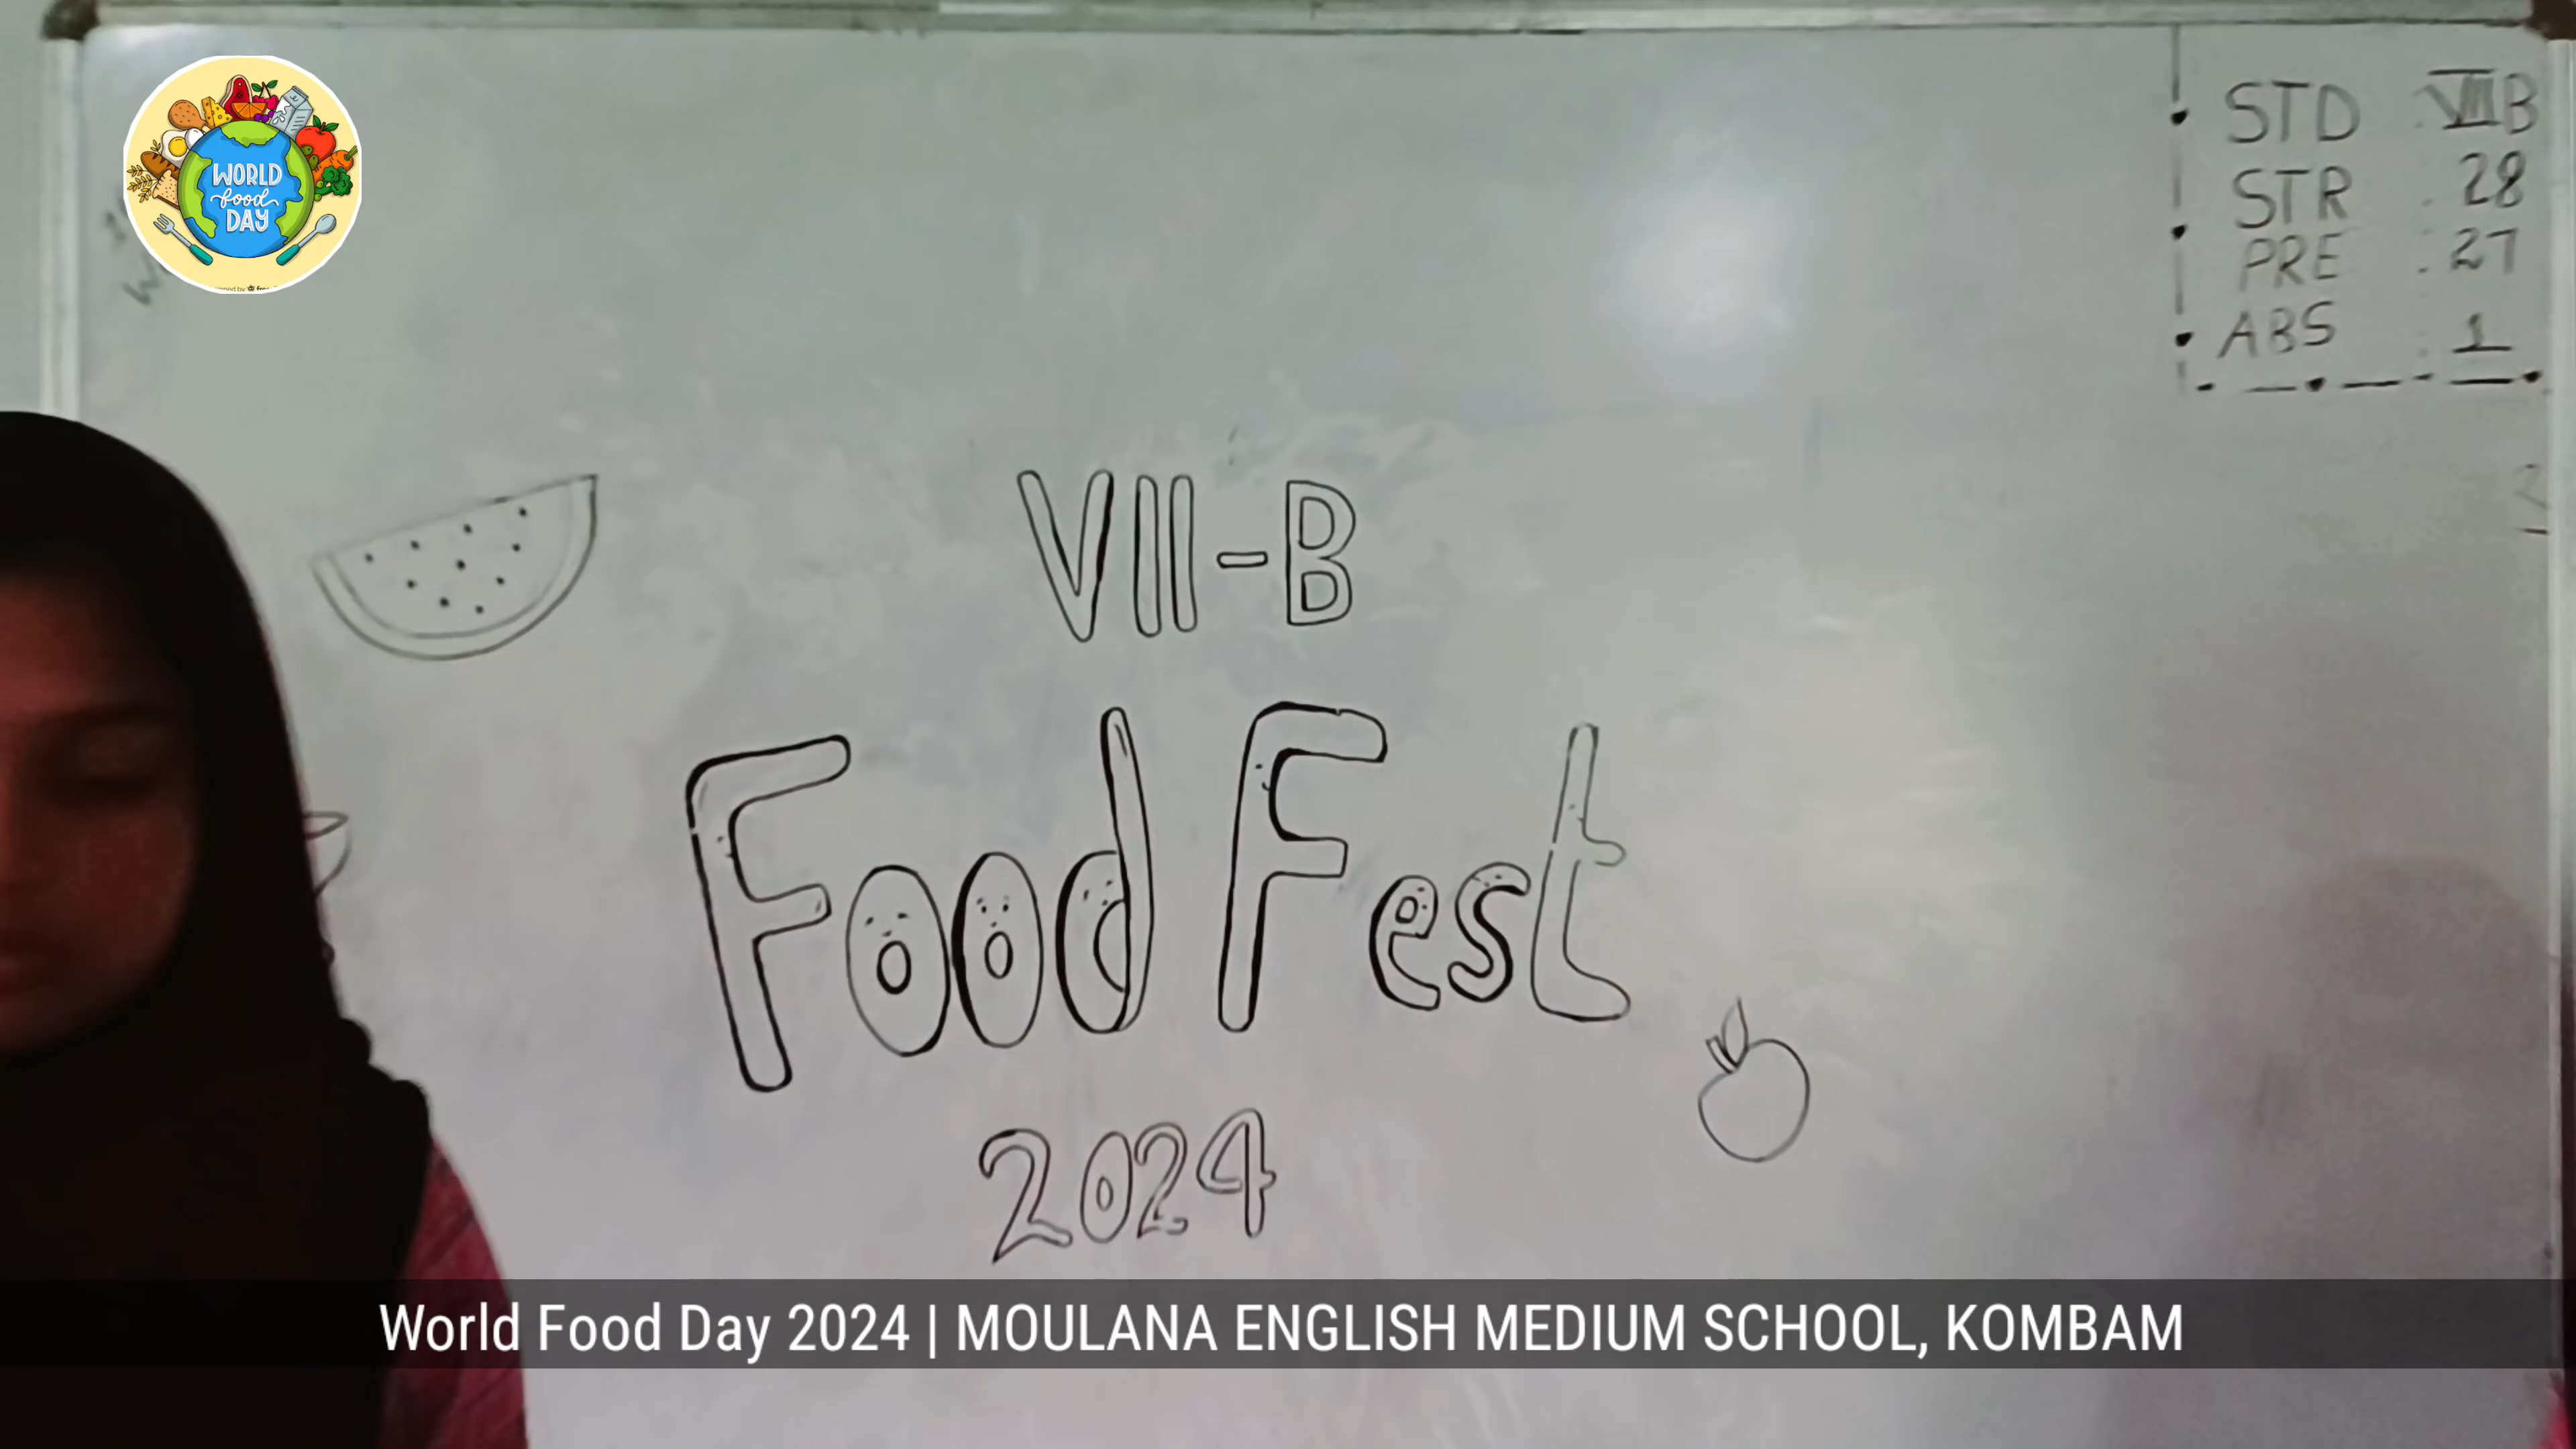 WORLD
food
DAY
STD : VII B
STR : 28
PRE : 27
ABS : 1
VII-B
Food Fest
2024
World Food Day 2024 | MOULANA ENGLISH MEDIUM SCHOOL, KOMBAM